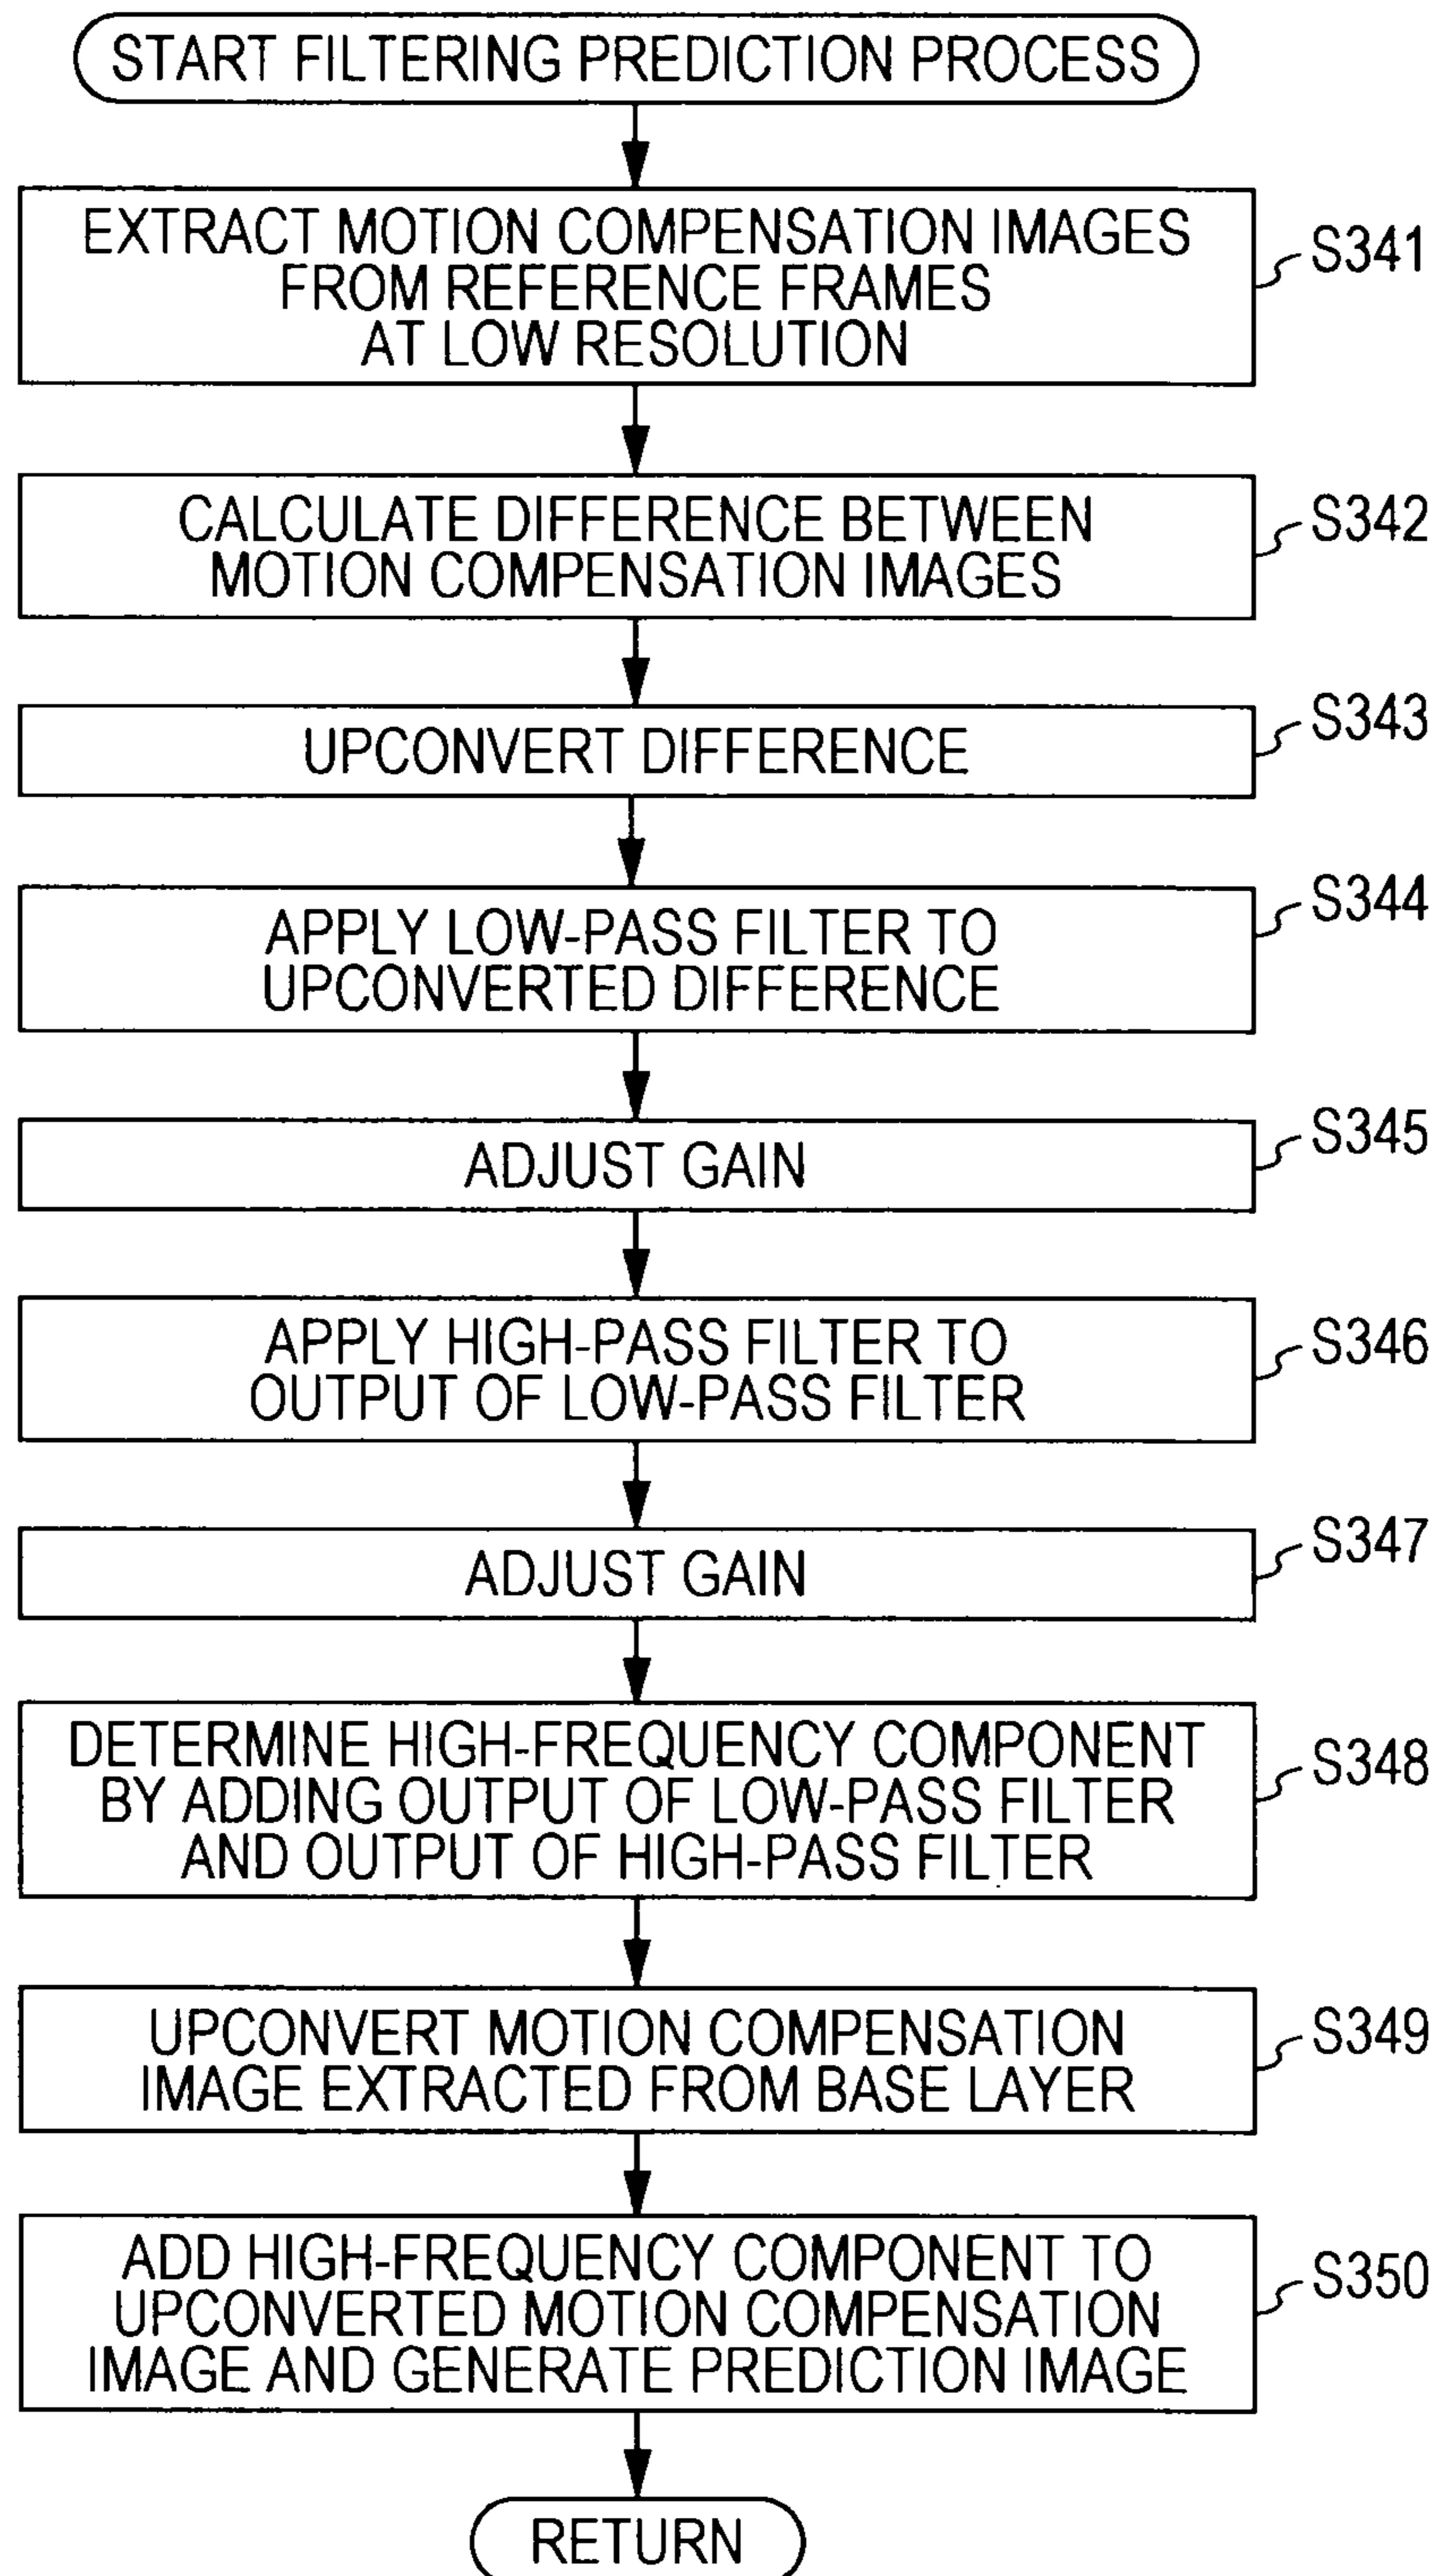 START FILTERING PREDICTION PROCESS
EXTRACT MOTION COMPENSATION IMAGES
FROM REFERENCE FRAMES
AT LOW RESOLUTION
S341
CALCULATE DIFFERENCE BETWEEN
MOTION COMPENSATION IMAGES
S342
UPCONVERT DIFFERENCE
S343
APPLY LOW-PASS FILTER TO
UPCONVERTED DIFFERENCE
S344
ADJUST GAIN
S345
APPLY HIGH-PASS FILTER TO
OUTPUT OF LOW-PASS FILTER
S346
ADJUST GAIN
S347
DETERMINE HIGH-FREQUENCY COMPONENT
BY ADDING OUTPUT OF LOW-PASS FILTER
AND OUTPUT OF HIGH-PASS FILTER
S348
UPCONVERT MOTION COMPENSATION
IMAGE EXTRACTED FROM BASE LAYER
S349
ADD HIGH-FREQUENCY COMPONENT TO
UPCONVERTED MOTION COMPENSATION
IMAGE AND GENERATE PREDICTION IMAGE
S350
RETURN